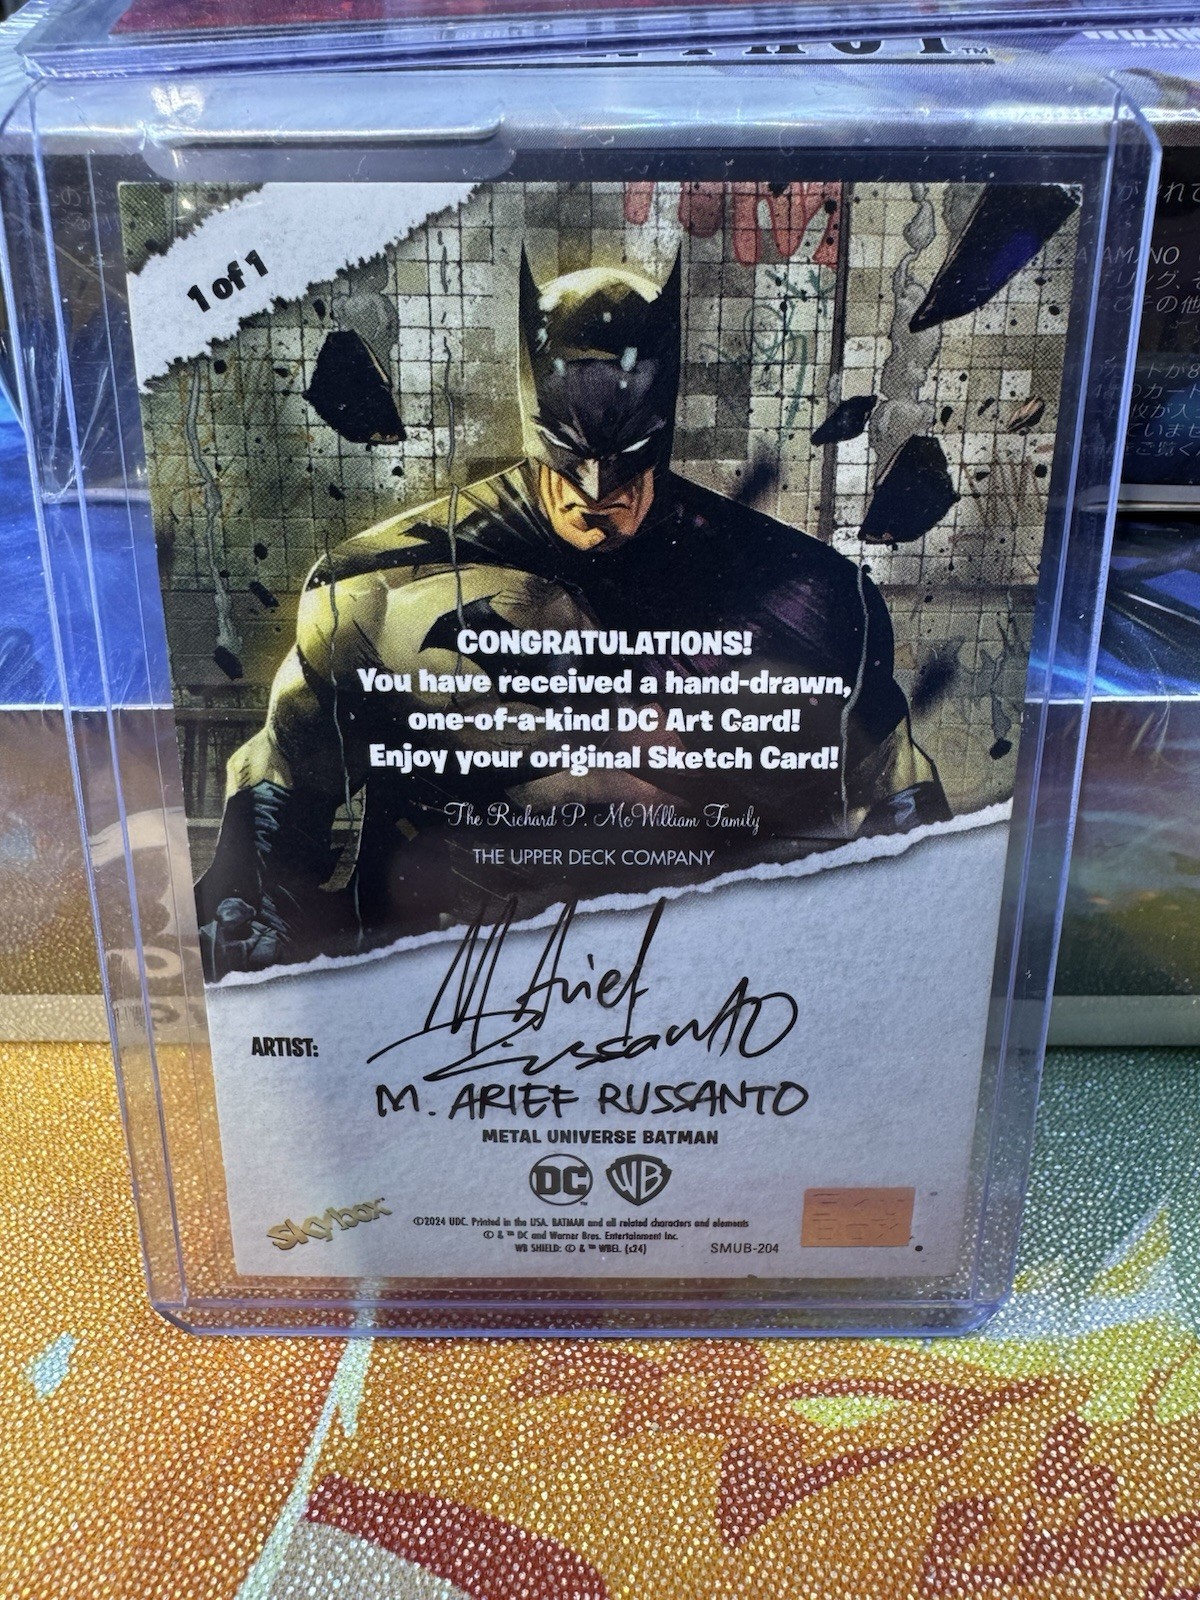 1 of 1
CONGRATULATIONS!
You have received a hand-drawn,
one-of-a-kind DC Art Card!
Enjoy your original Sketch Card!
The Richard P. McWilliam Family
THE UPPER DECK COMPANY
M Arief
Russanto
ARTIST:
M. ARIEF RUSSANTO
METAL UNIVERSE BATMAN
DC WB
skybox
©2024 UDC. Printed in the USA. BATMAN and all related characters and elements
© & ™ DC and Warner Bros. Entertainment Inc.
WB SHIELD: © & ™ WBEI. (s24)
SMUB-204